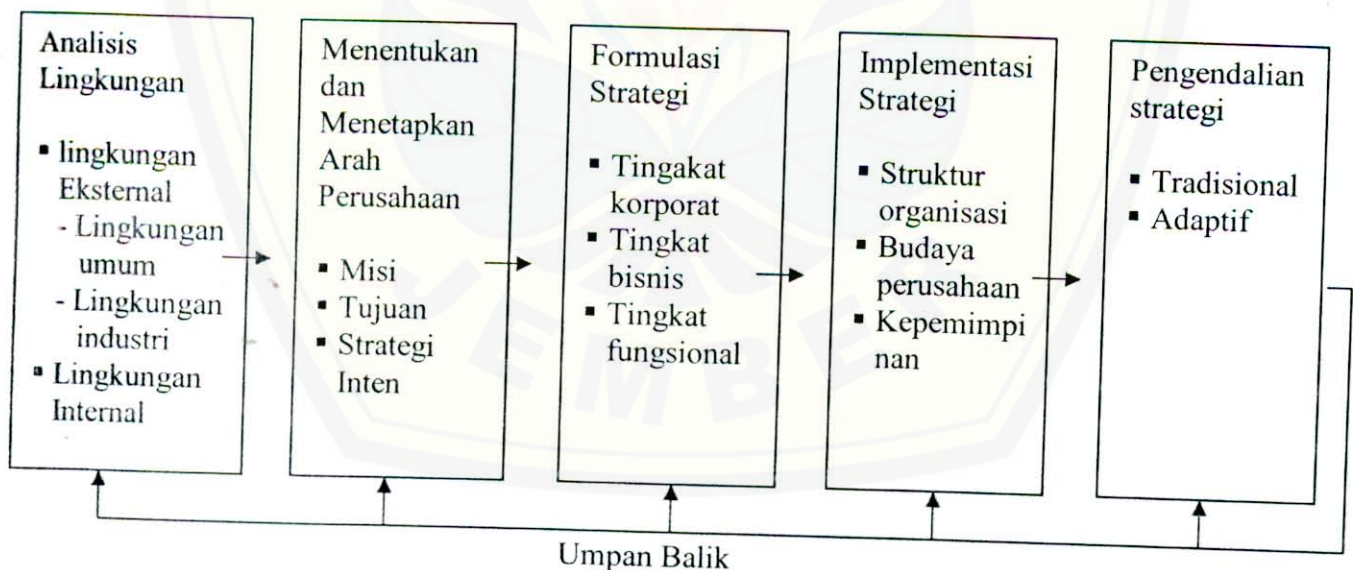 Analisis
Lingkungan
▪ lingkungan
Eksternal
- Lingkungan
umum
- Lingkungan
industri
▪ Lingkungan
Internal
Menentukan
dan
Menetapkan
Arah
Perusahaan
▪ Misi
▪ Tujuan
▪ Strategi
Inten
Formulasi
Strategi
▪ Tingakat
korporat
▪ Tingkat
bisnis
▪ Tingkat
fungsional
Implementasi
Strategi
▪ Struktur
organisasi
▪ Budaya
perusahaan
▪ Kepemimpi
nan
Pengendalian
strategi
▪ Tradisional
▪ Adaptif
Umpan Balik
JEMBER